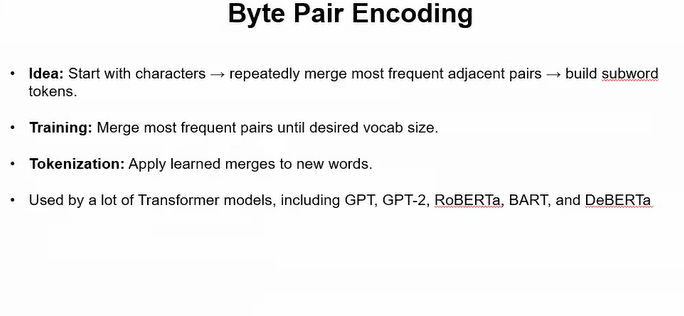 Byte Pair Encoding
• Idea: Start with characters → repeatedly merge most frequent adjacent pairs → build subword
tokens.
• Training: Merge most frequent pairs until desired vocab size.
• Tokenization: Apply learned merges to new words.
• Used by a lot of Transformer models, including GPT, GPT-2, RoBERTa, BART, and DeBERTa